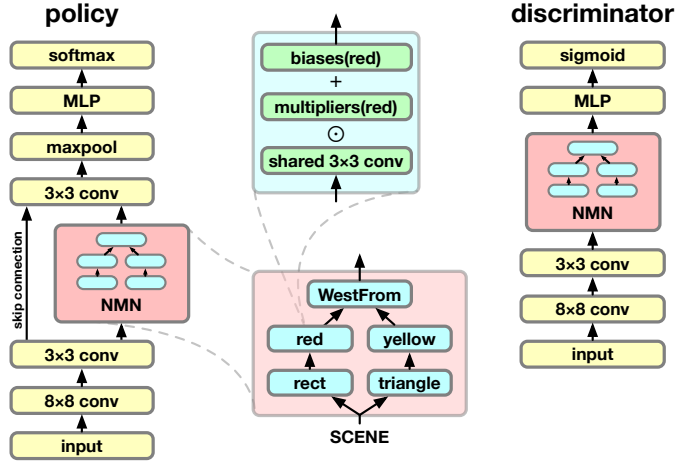 policy
softmax
MLP
maxpool
3×3 conv
skip connection
NMN
3×3 conv
8×8 conv
input
biases(red)
+
multipliers(red)
⊙
shared 3×3 conv
WestFrom
red yellow
rect triangle
SCENE
discriminator
sigmoid
MLP
NMN
3×3 conv
8×8 conv
input